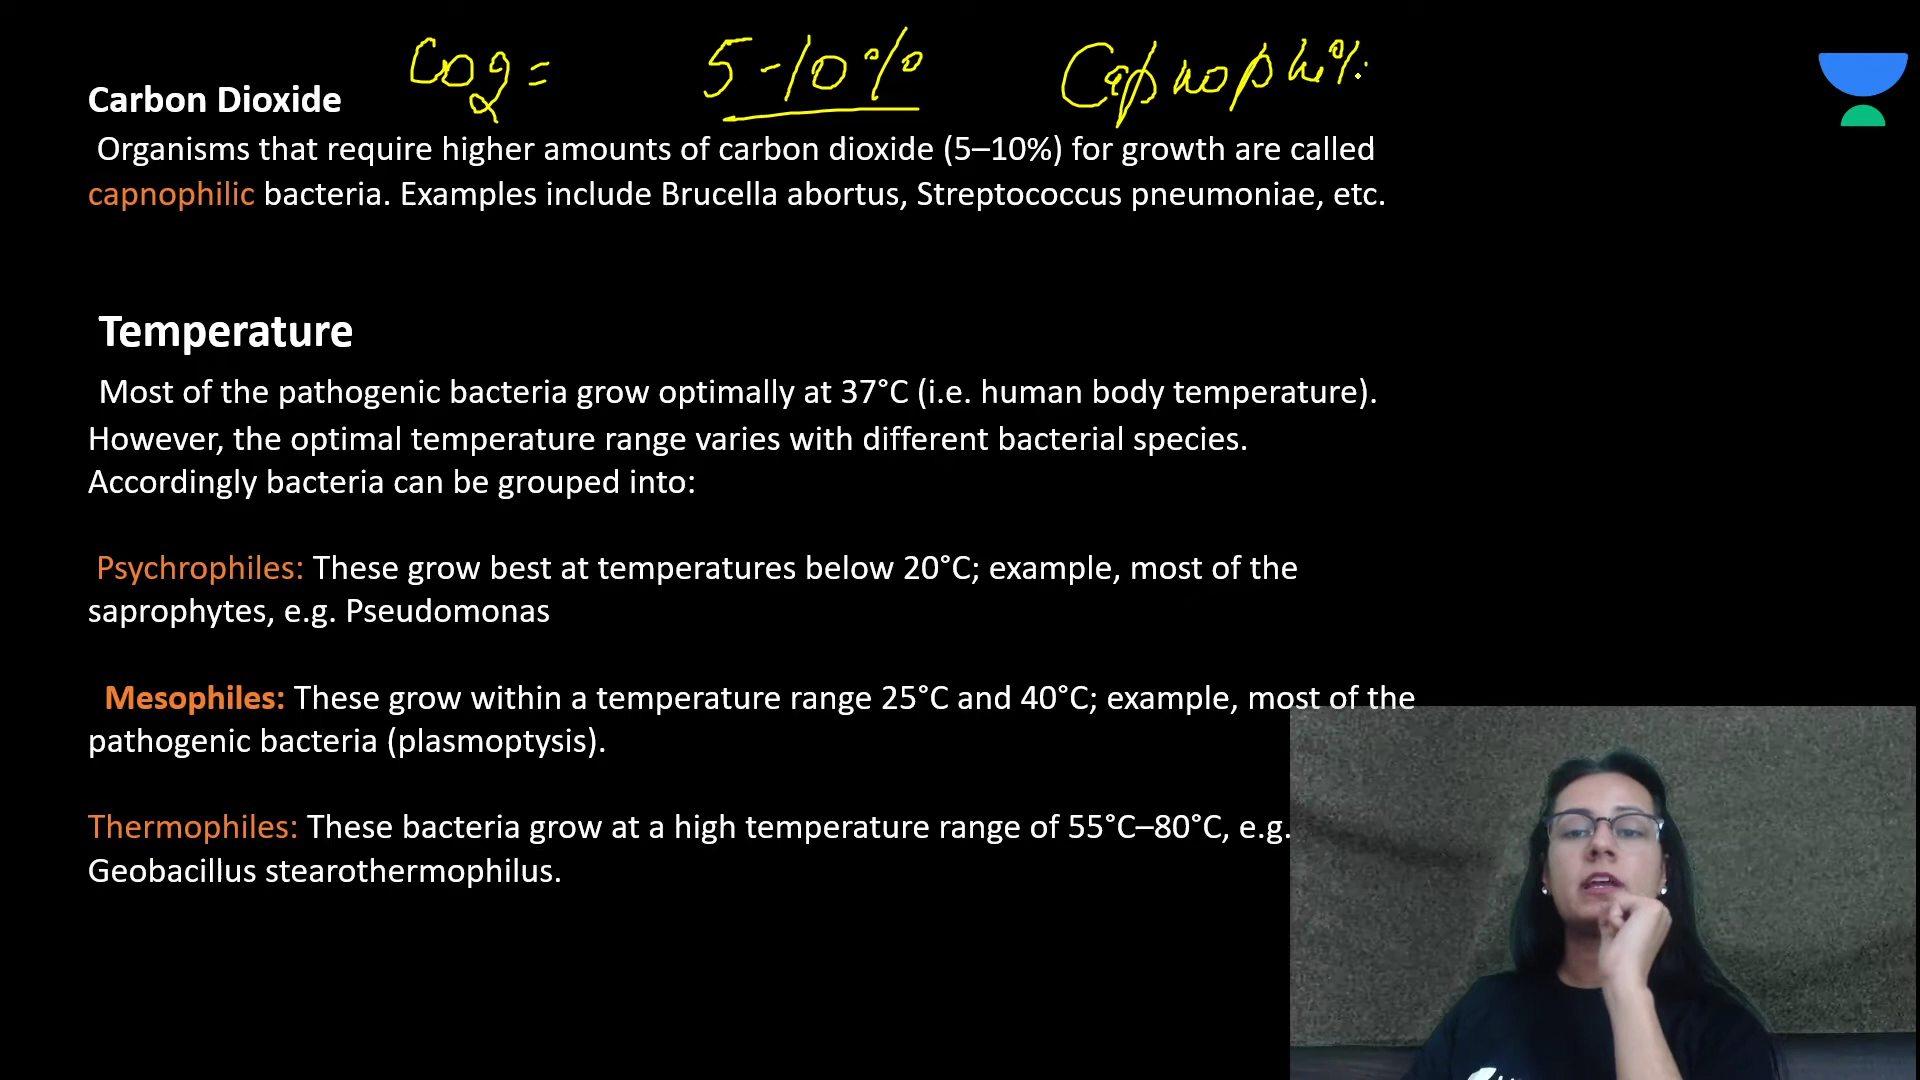 CO2 = 5-10%
Carbon Dioxide
Organisms that require higher amounts of carbon dioxide (5–10%) for growth are called
capnophilic bacteria. Examples include Brucella abortus, Streptococcus pneumoniae, etc.
Temperature
Most of the pathogenic bacteria grow optimally at 37°C (i.e. human body temperature).
However, the optimal temperature range varies with different bacterial species.
Accordingly bacteria can be grouped into:
Psychrophiles: These grow best at temperatures below 20°C; example, most of the
saprophytes, e.g. Pseudomonas
Mesophiles: These grow within a temperature range 25°C and 40°C; example, most of the
pathogenic bacteria (plasmoptysis).
Thermophiles: These bacteria grow at a high temperature range of 55°C–80°C, e.g.
Geobacillus stearothermophilus.